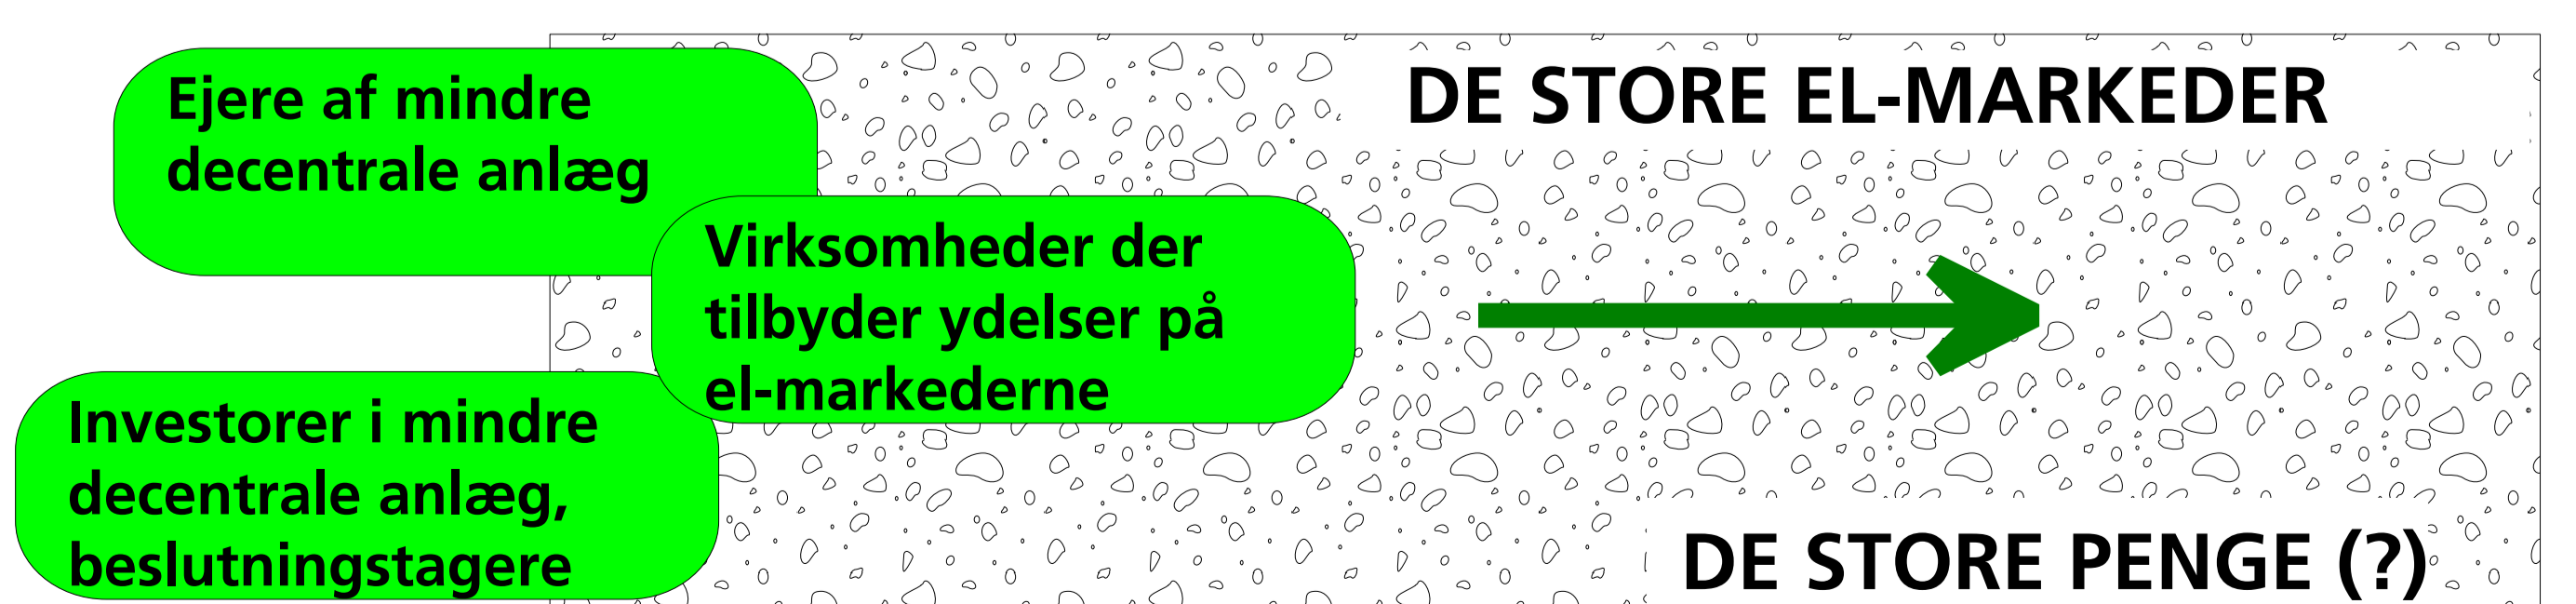 Ejere af mindre
decentrale anlæg
DE STORE EL-MARKEDER
Virksomheder der
tilbyder ydelser på
el-markederne
Investorer i mindre
decentrale anlæg,
beslutningstagere
DE STORE PENGE (?)